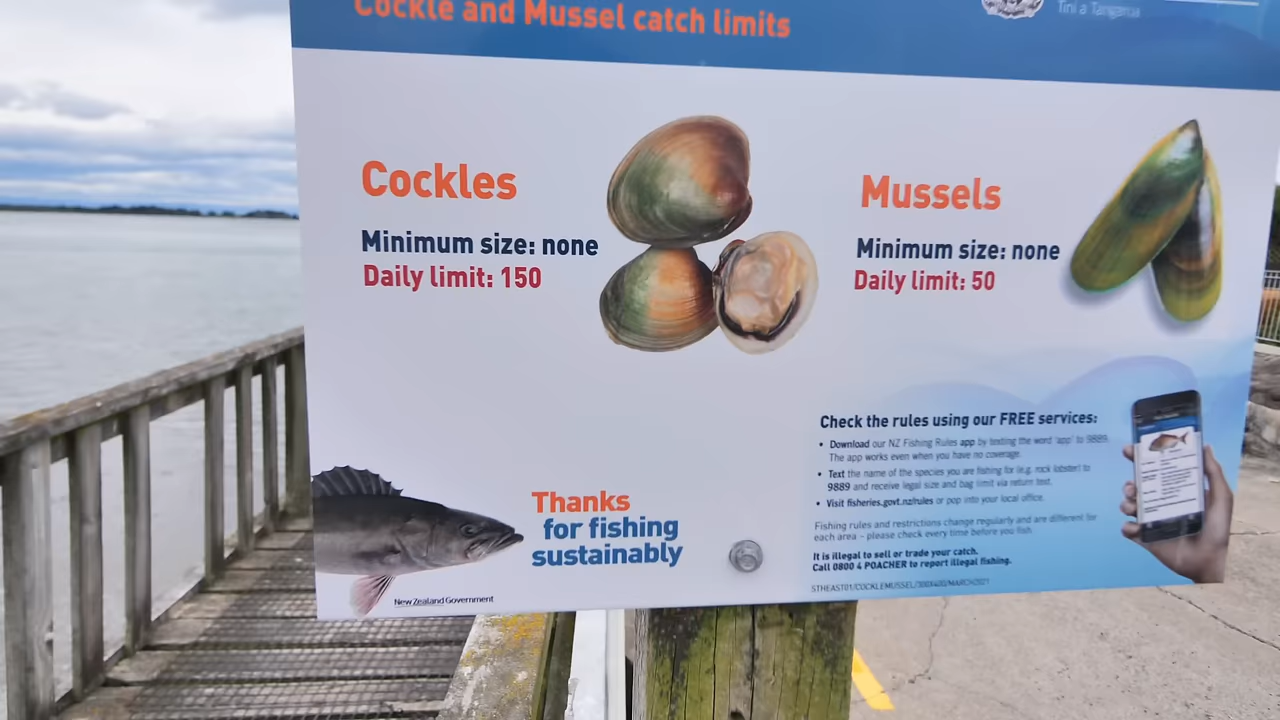 Cockle and Mussel catch limits
Tini a Tangaroa
Cockles
Minimum size: none
Daily limit: 150
Mussels
Minimum size: none
Daily limit: 50
Check the rules using our FREE services:
• Download our NZ Fishing Rules app by texting the word 'app' to 9889.
The app works even when you have no coverage.
• Text the name of the species you are fishing for (e.g. rock lobster) to
9889 and receive legal size and bag limit via return text.
• Visit fisheries.govt.nz/rules or pop into your local office.
Fishing rules and restrictions change regularly and are different for
each area - please check every time before you fish.
It is illegal to sell or trade your catch.
Call 0800 4 POACHER to report illegal fishing.
Thanks
for fishing
sustainably
New Zealand Government